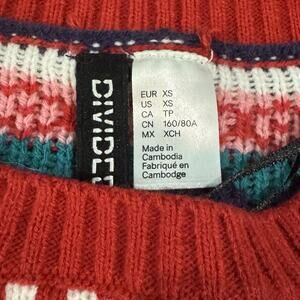 DIVIDED
EUR XS
US XS
CA TP
CN 160/80A
MX XCH
Made in
Cambodia
Fabriqué en
Cambodge